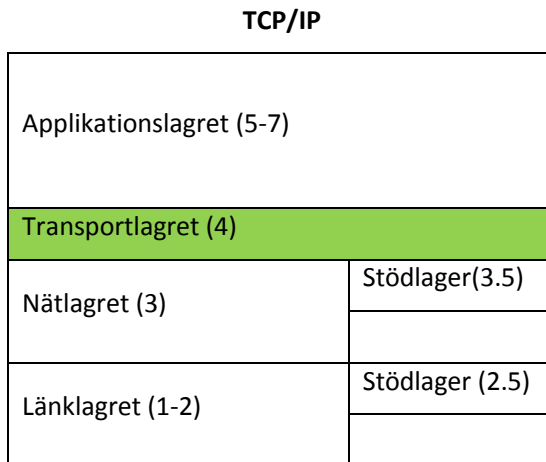 TCP/IP
Applikationslagret (5-7)
Transportlagret (4)
Nätlagret (3)
Stödlager(3.5)
Länklagret (1-2)
Stödlager (2.5)